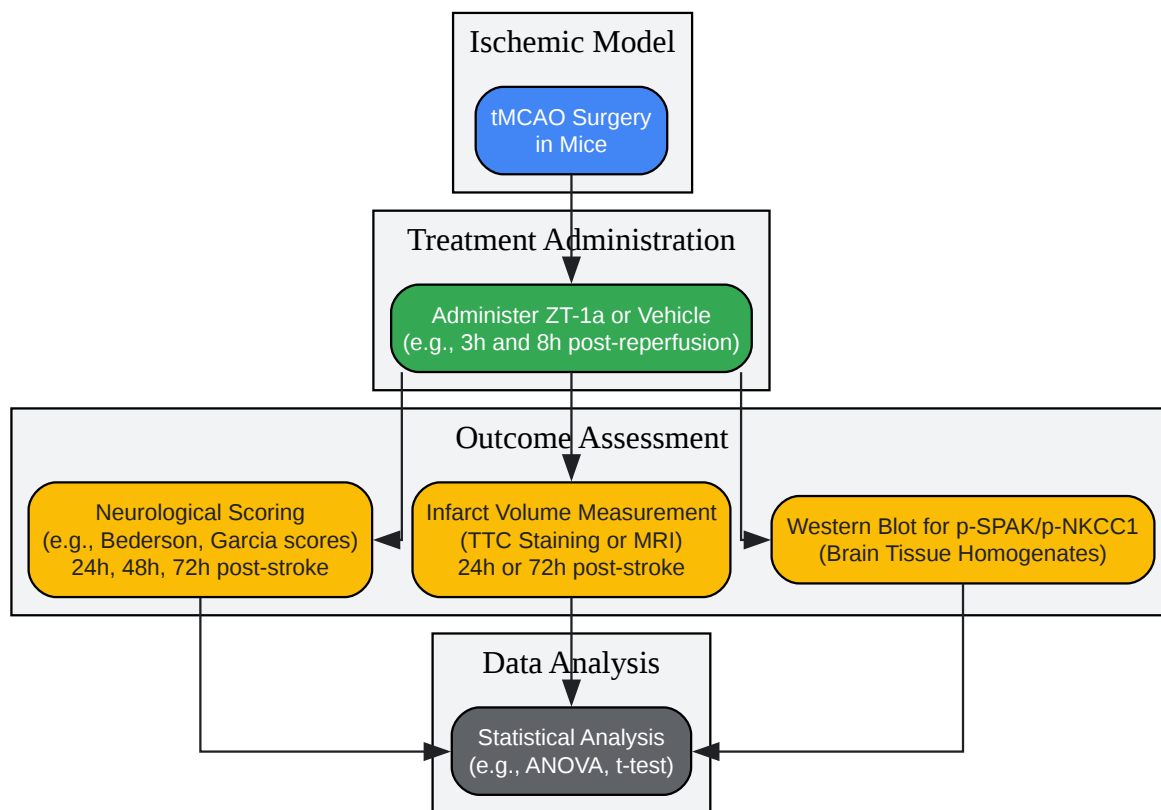 Ischemic Model
tMCAO Surgery
in Mice
Treatment Administration
Administer ZT-1a or Vehicle
(e.g., 3h and 8h post-reperfusion)
Outcome Assessment
Neurological Scoring
(e.g., Bederson, Garcia scores)
24h, 48h, 72h post-stroke
Infarct Volume Measurement
(TTC Staining or MRI)
24h or 72h post-stroke
Western Blot for p-SPAK/p-NKCC1
(Brain Tissue Homogenates)
Data Analysis
Statistical Analysis
(e.g., ANOVA, t-test)